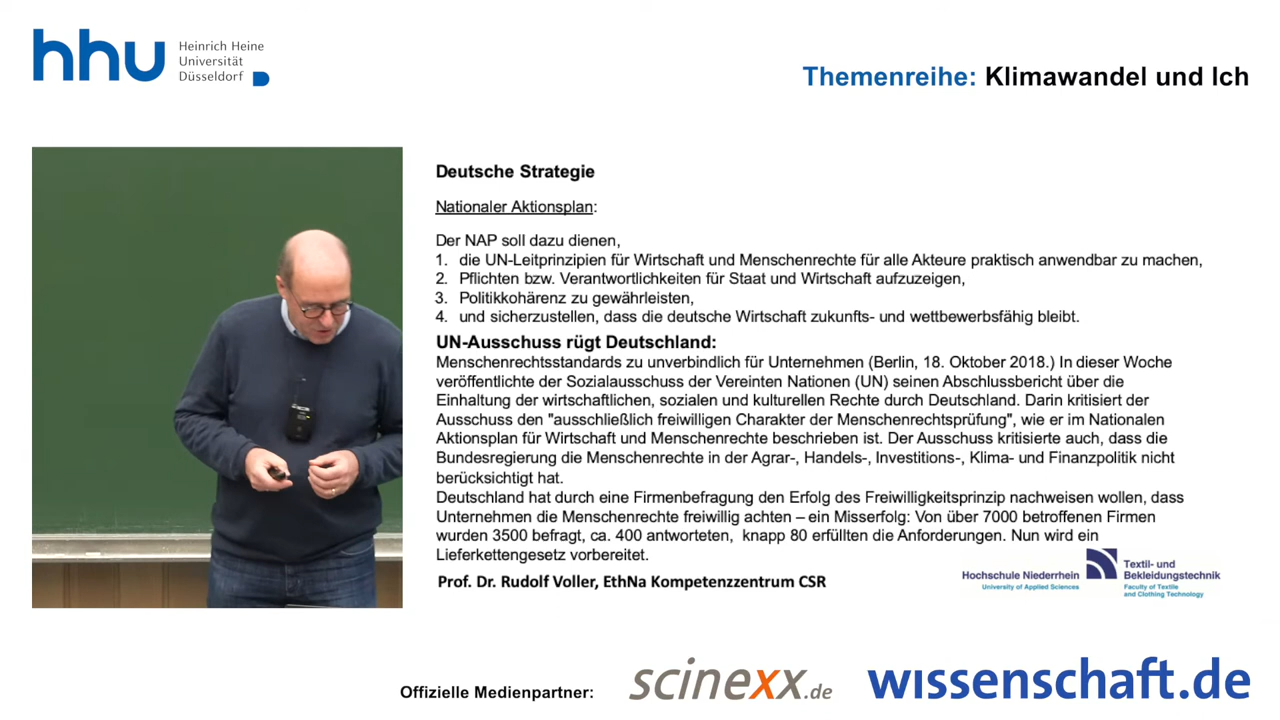 hhu Heinrich Heine
Universität
Düsseldorf
Themenreihe: Klimawandel und Ich
Deutsche Strategie
Nationaler Aktionsplan:
Der NAP soll dazu dienen,
1. die UN-Leitprinzipien für Wirtschaft und Menschenrechte für alle Akteure praktisch anwendbar zu machen,
2. Pflichten bzw. Verantwortlichkeiten für Staat und Wirtschaft aufzuzeigen,
3. Politikkohärenz zu gewährleisten,
4. und sicherzustellen, dass die deutsche Wirtschaft zukunfts- und wettbewerbsfähig bleibt.
UN-Ausschuss rügt Deutschland:
Menschenrechtsstandards zu unverbindlich für Unternehmen (Berlin, 18. Oktober 2018.) In dieser Woche
veröffentlichte der Sozialausschuss der Vereinten Nationen (UN) seinen Abschlussbericht über die
Einhaltung der wirtschaftlichen, sozialen und kulturellen Rechte durch Deutschland. Darin kritisiert der
Ausschuss den "ausschließlich freiwilligen Charakter der Menschenrechtsprüfung", wie er im Nationalen
Aktionsplan für Wirtschaft und Menschenrechte beschrieben ist. Der Ausschuss kritisierte auch, dass die
Bundesregierung die Menschenrechte in der Agrar-, Handels-, Investitions-, Klima- und Finanzpolitik nicht
berücksichtigt hat.
Deutschland hat durch eine Firmenbefragung den Erfolg des Freiwilligkeitsprinzip nachweisen wollen, dass
Unternehmen die Menschenrechte freiwillig achten – ein Misserfolg: Von über 7000 betroffenen Firmen
wurden 3500 befragt, ca. 400 antworteten, knapp 80 erfüllten die Anforderungen. Nun wird ein
Lieferkettengesetz vorbereitet.
Prof. Dr. Rudolf Voller, EthNa Kompetenzzentrum CSR
Hochschule Niederrhein
University of Applied Sciences
Textil- und
Bekleidungstechnik
Faculty of Textile
and Clothing Technology
Offizielle Medienpartner:
scinexx.de
wissenschaft.de